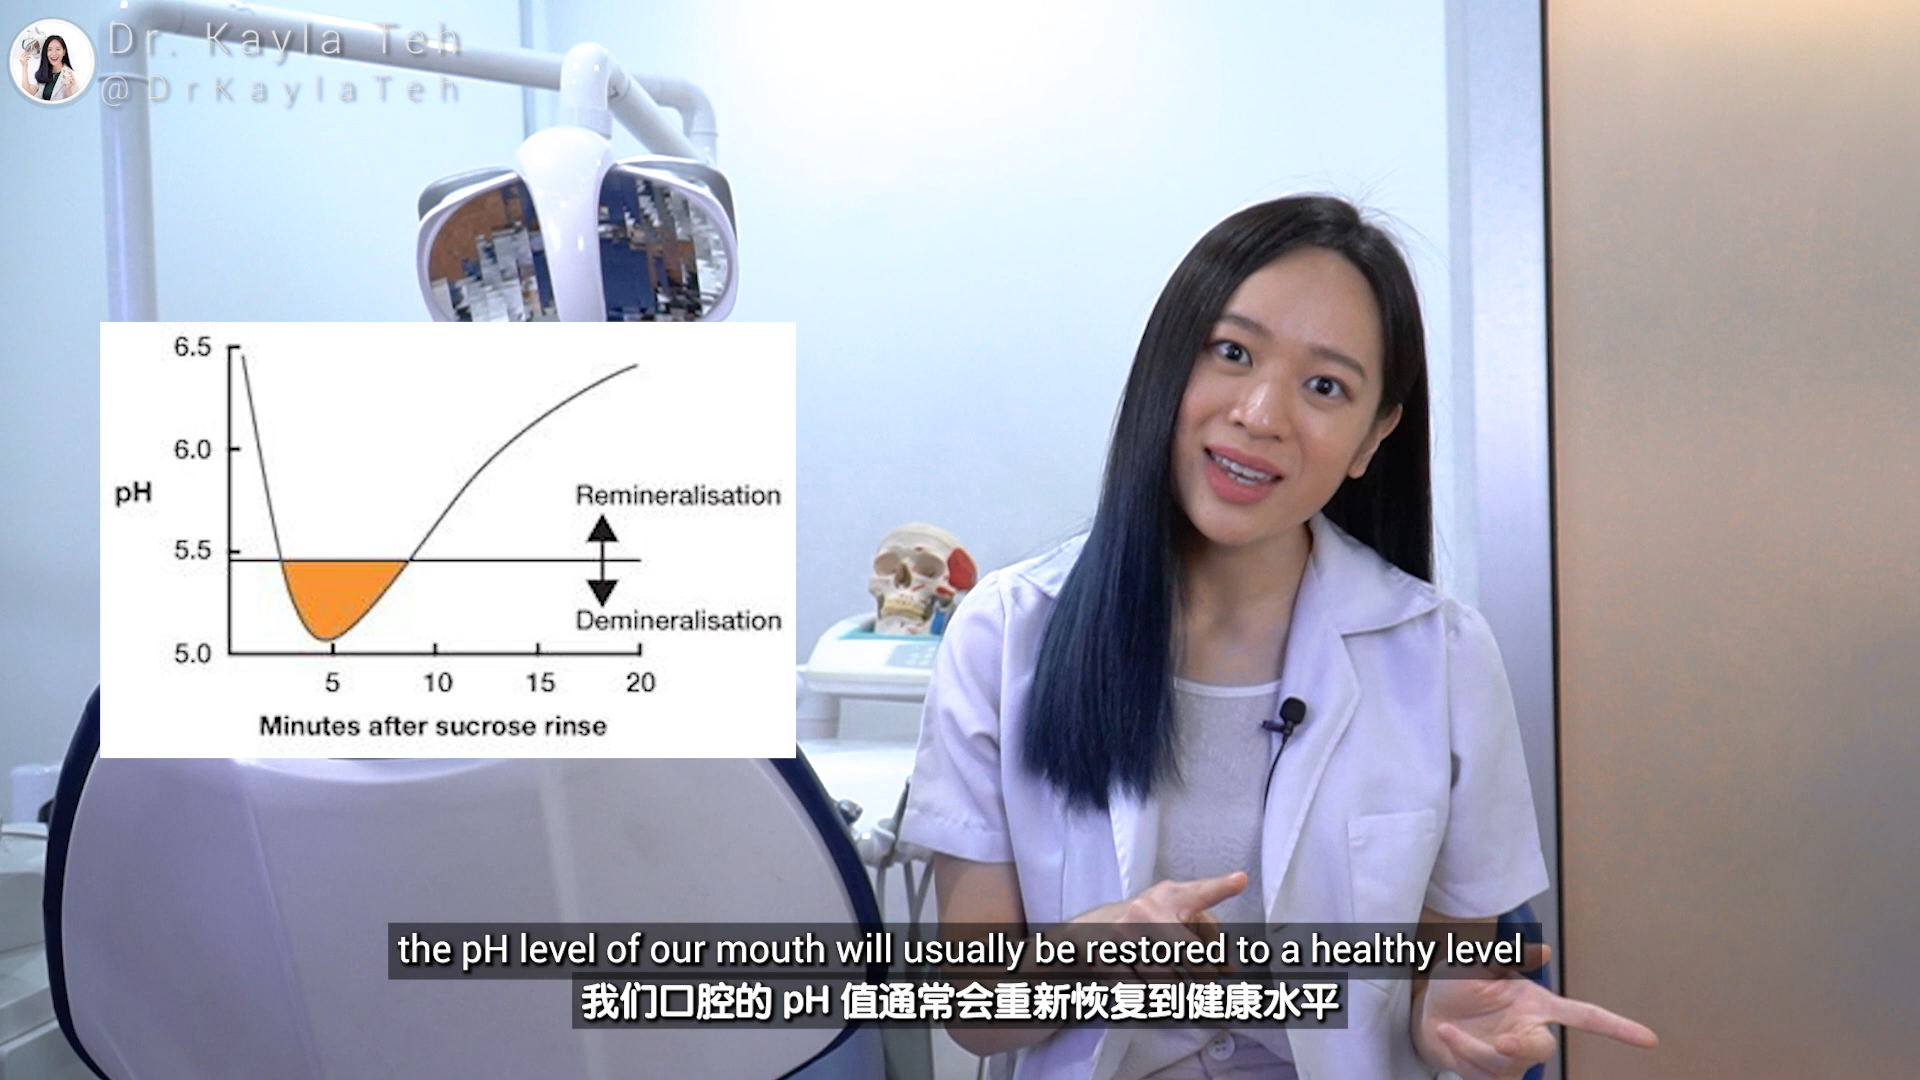 Dr. Kayla Teh
@DrKaylaTeh
6.5
6.0
pH
5.5
5.0
Remineralisation
Demineralisation
5 10 15 20
Minutes after sucrose rinse
the pH level of our mouth will usually be restored to a healthy level
我们口腔的 pH 值通常会重新恢复到健康水平